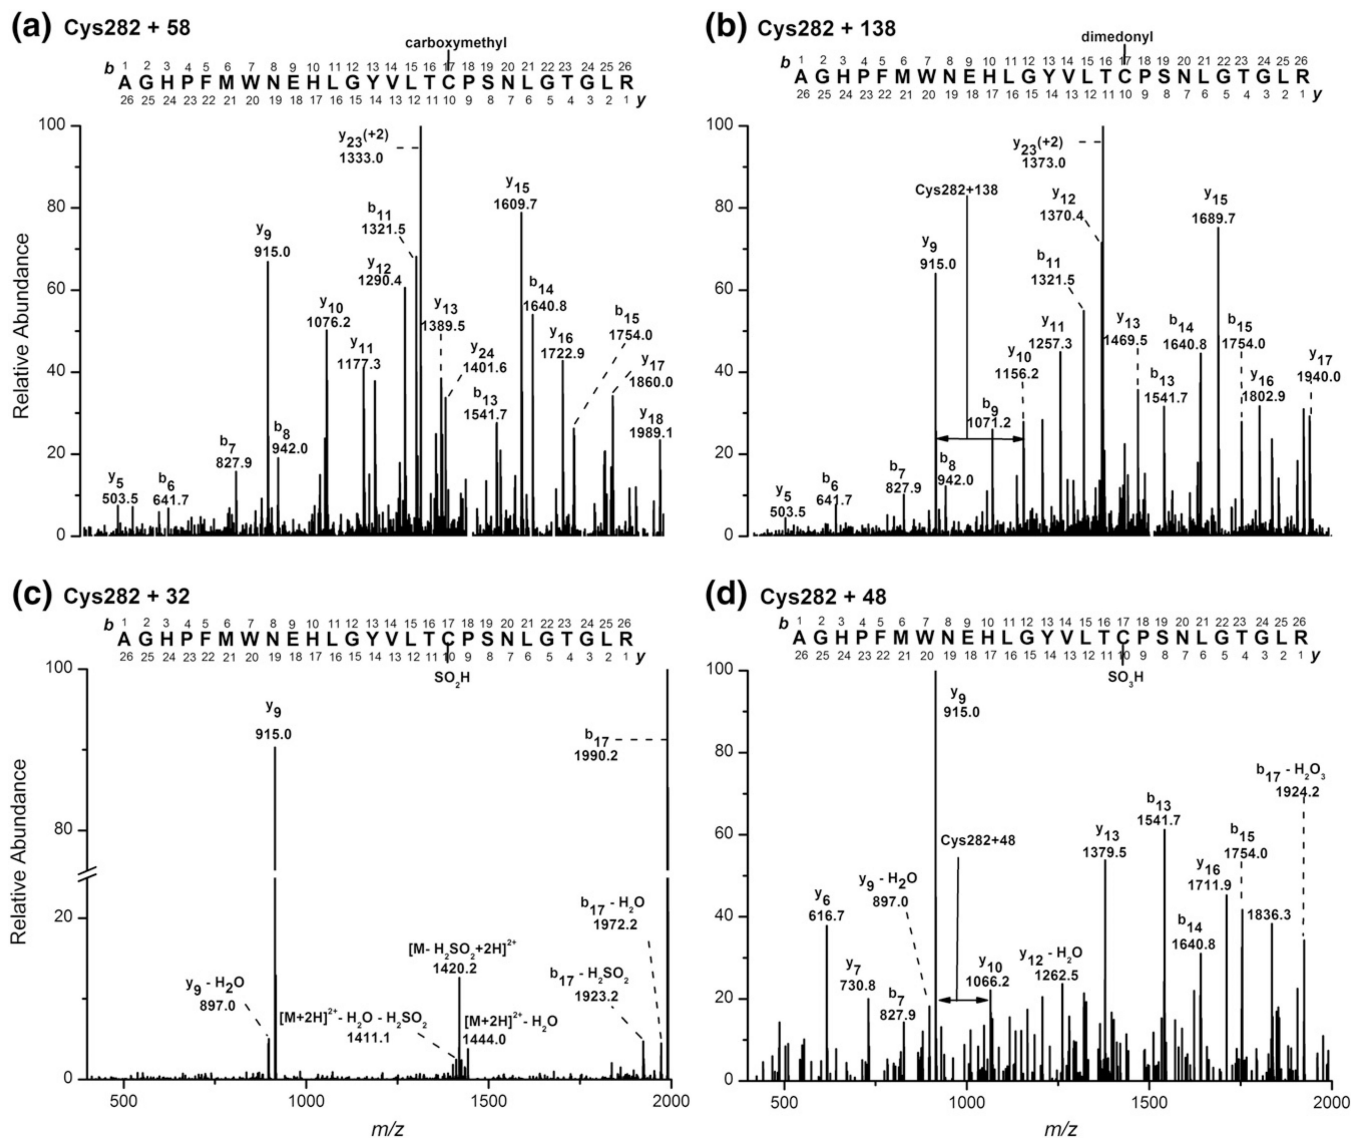 (a) Cys282 + 58
carboxymethyl
b 1 2 3 4 5 6 7 8 9 10 11 12 13 14 15 16 17 18 19 20 21 22 23 24 25 26
A G H P F M W N E H L G Y V L T C P S N L G T G L R
26 25 24 23 22 21 20 19 18 17 16 15 14 13 12 11 10 9 8 7 6 5 4 3 2 1 y
Relative Abundance
100
80
60
40
20
0
y23(+2)
1333.0
y15
1609.7
b11
1321.5
y9
915.0
y12
1290.4
b14
1640.8
y10
1076.2
y13
1389.5
b15
1754.0
y11
1177.3
y24
1401.6
y16
1722.9
y17
1860.0
b13
1541.7
y18
1989.1
b7
827.9
b8
942.0
y5
503.5
b6
641.7
(b) Cys282 + 138
dimedonyl
b 1 2 3 4 5 6 7 8 9 10 11 12 13 14 15 16 17 18 19 20 21 22 23 24 25 26
A G H P F M W N E H L G Y V L T C P S N L G T G L R
26 25 24 23 22 21 20 19 18 17 16 15 14 13 12 11 10 9 8 7 6 5 4 3 2 1 y
100
80
60
40
20
0
y23(+2)
1373.0
Cys282+138
y12
1370.4
y15
1689.7
y9
915.0
b11
1321.5
y11
1257.3
y13
1469.5
b14
1640.8
b15
1754.0
y10
1156.2
y16
1802.9
y17
1940.0
b9
1071.2
b13
1541.7
b7
827.9
b8
942.0
b6
641.7
y5
503.5
(c) Cys282 + 32
b 1 2 3 4 5 6 7 8 9 10 11 12 13 14 15 16 17 18 19 20 21 22 23 24 25 26
A G H P F M W N E H L G Y V L T C P S N L G T G L R
26 25 24 23 22 21 20 19 18 17 16 15 14 13 12 11 10 9 8 7 6 5 4 3 2 1 y
SO2H
Relative Abundance
100
80
20
0
y9
915.0
b17
1990.2
b17 - H2O
1972.2
[M- H2SO2+2H]2+
1420.2
b17 - H2SO2
1923.2
y9 - H2O
897.0
[M+2H]2+- H2O - H2SO2
1411.1
[M+2H]2+- H2O
1444.0
500 1000 1500 2000
m/z
(d) Cys282 + 48
b 1 2 3 4 5 6 7 8 9 10 11 12 13 14 15 16 17 18 19 20 21 22 23 24 25 26
A G H P F M W N E H L G Y V L T C P S N L G T G L R
26 25 24 23 22 21 20 19 18 17 16 15 14 13 12 11 10 9 8 7 6 5 4 3 2 1 y
SO3H
100
80
60
40
20
0
y9
915.0
b17 - H2O3
1924.2
b13
1541.7
Cys282+48
y13
1379.5
b15
1754.0
y16
1711.9
y9 - H2O
897.0
y6
616.7
1836.3
b14
1640.8
y12 - H2O
1262.5
y10
1066.2
y7
730.8
b7
827.9
500 1000 1500 2000
m/z